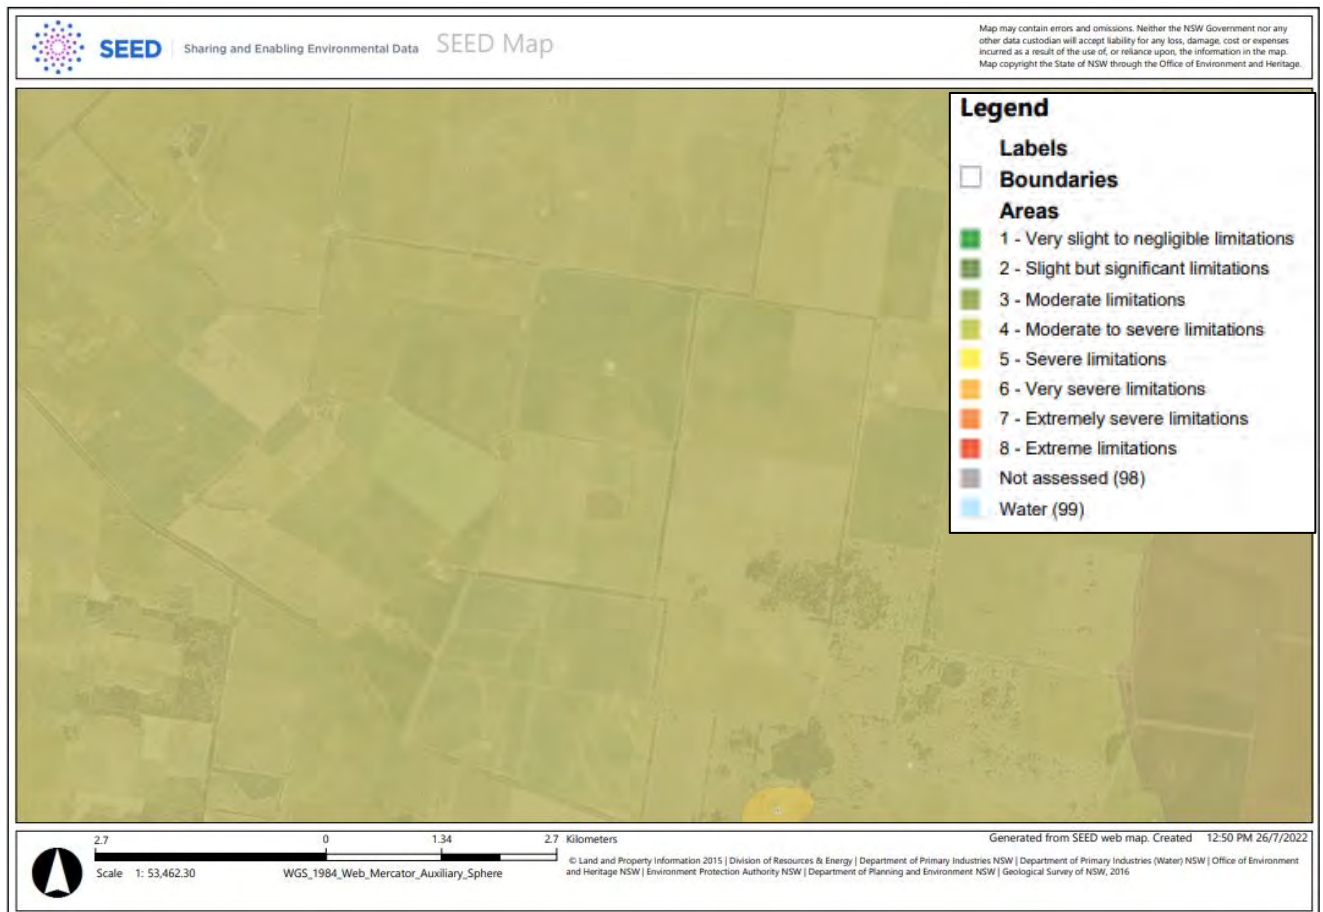 SEED
Sharing and Enabling Environmental Data
SEED Map
Map may contain errors and omissions. Neither the NSW Government nor any
other data custodian will accept liability for any loss, damage, cost or expenses
incurred as a result of the use of, or reliance upon, the information in the map.
Map copyright the State of NSW through the Office of Environment and Heritage.
Legend
Labels
Boundaries
Areas
1 - Very slight to negligible limitations
2 - Slight but significant limitations
3 - Moderate limitations
4 - Moderate to severe limitations
5 - Severe limitations
6 - Very severe limitations
7 - Extremely severe limitations
8 - Extreme limitations
Not assessed (98)
Water (99)
2.7 0 1.34 2.7 Kilometers
Scale 1: 53,462.30 WGS_1984_Web_Mercator_Auxiliary_Sphere
Generated from SEED web map. Created 12:50 PM 26/7/2022
© Land and Property Information 2015 | Division of Resources & Energy | Department of Primary Industries NSW | Department of Primary Industries (Water) NSW | Office of Environment
and Heritage NSW | Environment Protection Authority NSW | Department of Planning and Environment NSW | Geological Survey of NSW, 2016